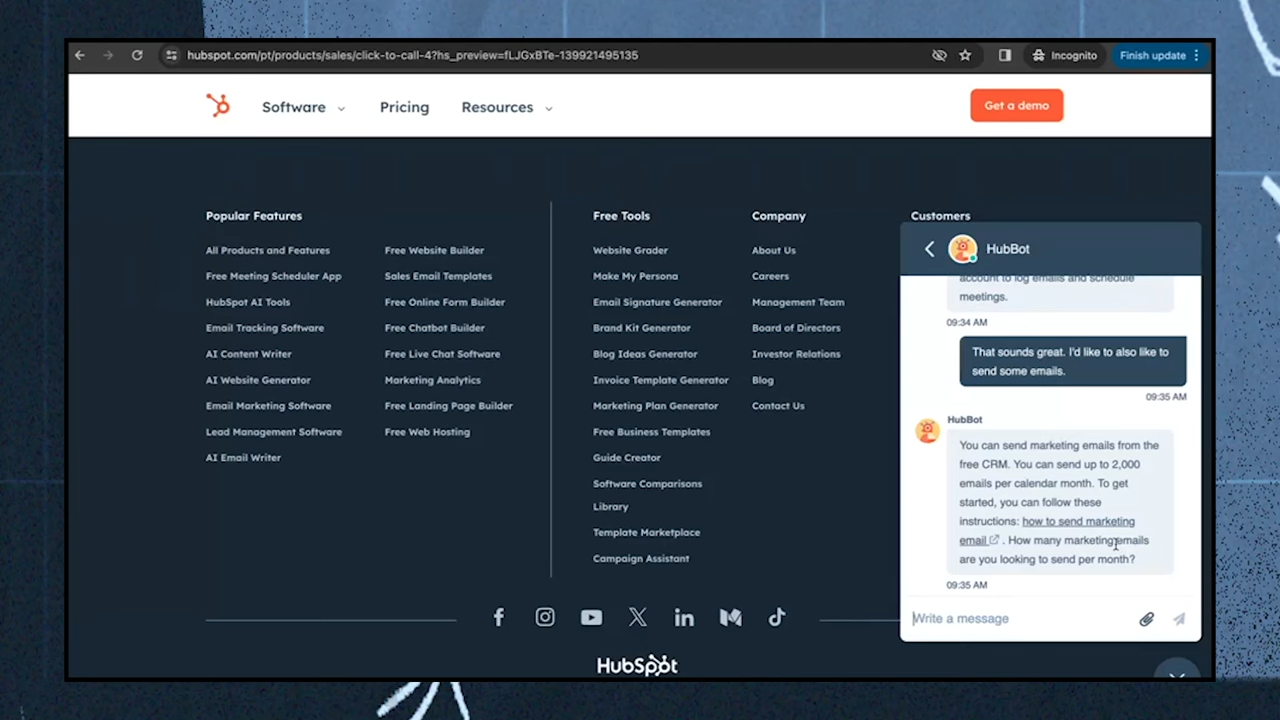 hubspot.com/pt/products/sales/click-to-call-4?hs_preview=fLJGxBTe-139921495135
Incognito
Finish update
Software
Pricing
Resources
Get a demo
Popular Features
All Products and Features
Free Meeting Scheduler App
HubSpot AI Tools
Email Tracking Software
AI Content Writer
AI Website Generator
Email Marketing Software
Lead Management Software
AI Email Writer
Free Website Builder
Sales Email Templates
Free Online Form Builder
Free Chatbot Builder
Free Live Chat Software
Marketing Analytics
Free Landing Page Builder
Free Web Hosting
Free Tools
Website Grader
Make My Persona
Email Signature Generator
Brand Kit Generator
Blog Ideas Generator
Invoice Template Generator
Marketing Plan Generator
Free Business Templates
Guide Creator
Software Comparisons
Library
Template Marketplace
Campaign Assistant
Company
About Us
Careers
Management Team
Board of Directors
Investor Relations
Blog
Contact Us
Customers
HubBot
account to log emails and schedule
meetings.
09:34 AM
That sounds great. I'd like to also like to
send some emails.
09:35 AM
HubBot
You can send marketing emails from the
free CRM. You can send up to 2,000
emails per calendar month. To get
started, you can follow these
instructions: how to send marketing
email . How many marketing emails
are you looking to send per month?
09:35 AM
Write a message
HubSpot